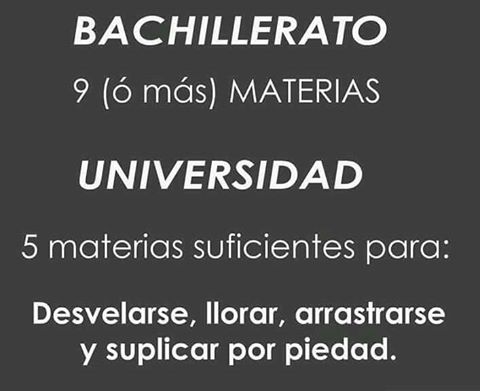 BACHILLERATO
9 (ó más) MATERIAS
UNIVERSIDAD
5 materias suficientes para:
Desvelarse, llorar, arrastrarse
y suplicar por piedad.